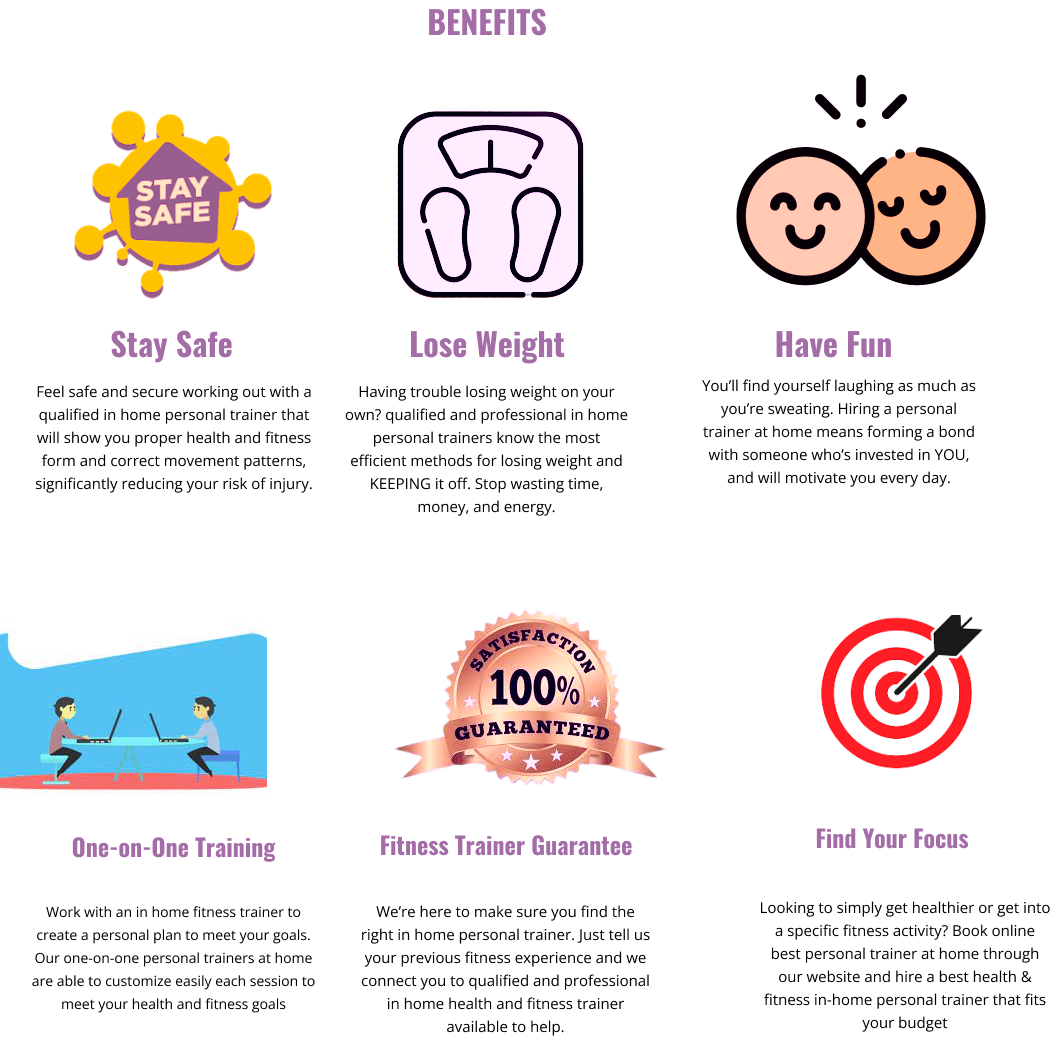 BENEFITS
STAY
SAFE
Stay Safe
Feel safe and secure working out with a
qualified in home personal trainer that
will show you proper health and fitness
form and correct movement patterns,
significantly reducing your risk of injury.
Lose Weight
Having trouble losing weight on your
own? qualified and professional in home
personal trainers know the most
efficient methods for losing weight and
KEEPING it off. Stop wasting time,
money, and energy.
Have Fun
You’ll find yourself laughing as much as
you’re sweating. Hiring a personal
trainer at home means forming a bond
with someone who’s invested in YOU,
and will motivate you every day.
One-on-One Training
Work with an in home fitness trainer to
create a personal plan to meet your goals.
Our one-on-one personal trainers at home
are able to customize easily each session to
meet your health and fitness goals
SATISFACTION
100%
GUARANTEED
Fitness Trainer Guarantee
We’re here to make sure you find the
right in home personal trainer. Just tell us
your previous fitness experience and we
connect you to qualified and professional
in home health and fitness trainer
available to help.
Find Your Focus
Looking to simply get healthier or get into
a specific fitness activity? Book online
best personal trainer at home through
our website and hire a best health &
fitness in-home personal trainer that fits
your budget